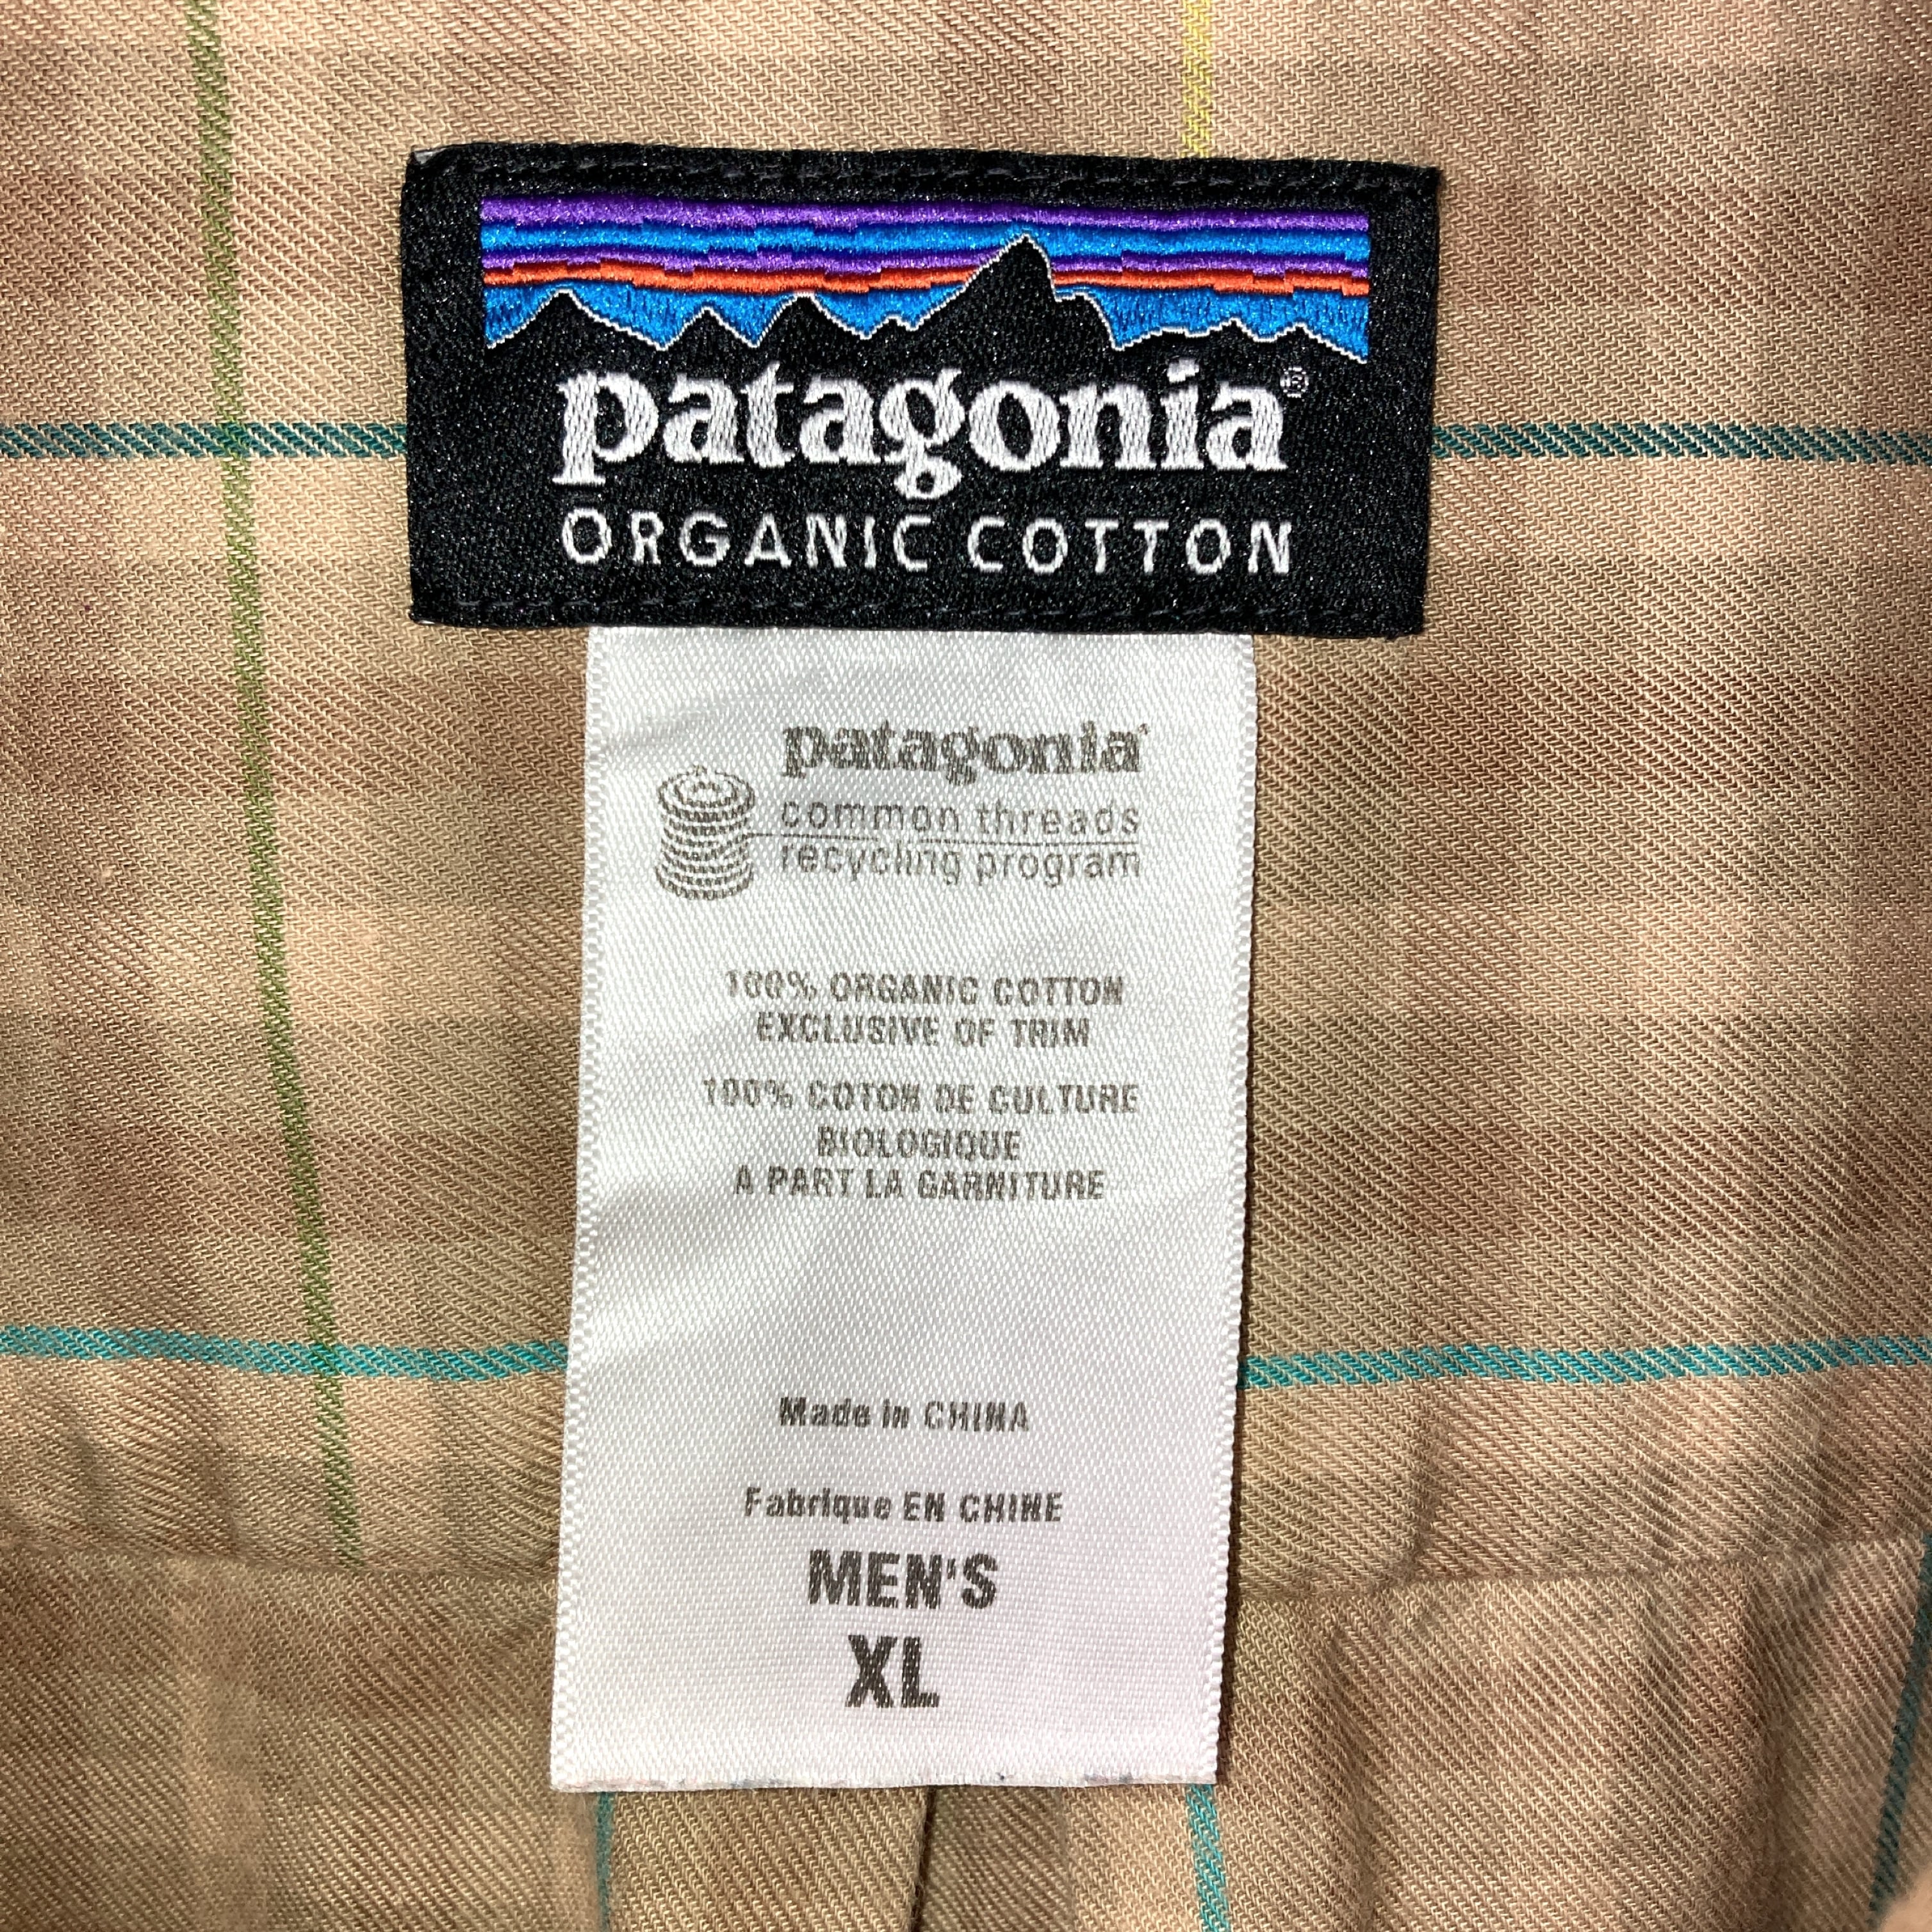 patagonia®
ORGANIC COTTON
patagonia®
common threads
recycling program
100% ORGANIC COTTON
EXCLUSIVE OF TRIM
100% COTON DE CULTURE
BIOLOGIQUE
A PART LA GARNITURE
Made in CHINA
Fabrique EN CHINE
MEN'S
XL